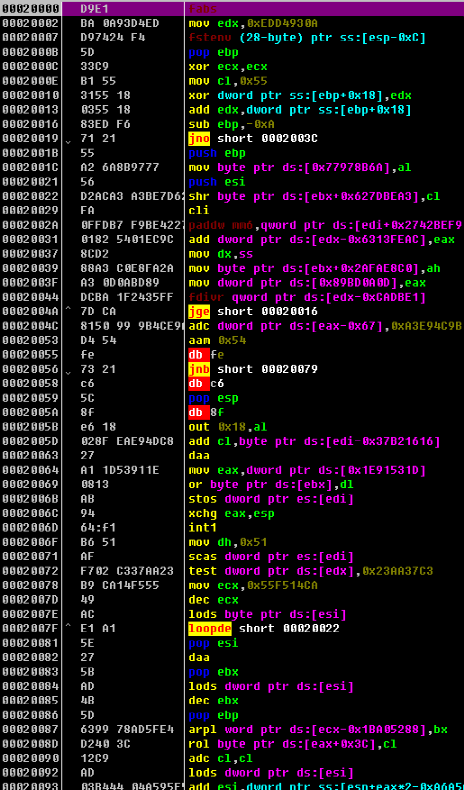 00020000 D9E1 fabs
00020002 BA 0A93D4ED mov edx,0xEDD4930A
00020007 D97424 F4 fstenv (28-byte) ptr ss:[esp-0xC]
0002000B 5D pop ebp
0002000C 33C9 xor ecx,ecx
0002000E B1 55 mov cl,0x55
00020010 3155 18 xor dword ptr ss:[ebp+0x18],edx
00020013 0355 18 add edx,dword ptr ss:[ebp+0x18]
00020016 83ED F6 sub ebp,-0xA
00020019 71 21 jno short 0002003C
0002001B 55 push ebp
0002001C A2 6A8B9777 mov byte ptr ds:[0x77978B6A],al
00020021 56 push esi
00020022 D2ACA3 A3BE7D62 shr byte ptr ds:[ebx+0x627DBEA3],cl
00020029 FA cli
0002002A 0FFDB7 F9BE4227 paddw mm6,qword ptr ds:[edi+0x2742BEF9
00020031 0182 5401EC9C add dword ptr ds:[edx-0x6313FEAC],eax
00020037 8CD2 mov dx,ss
00020039 88A3 C0E8FA2A mov byte ptr ds:[ebx+0x2AFAE8C0],ah
0002003F A3 0D0ABD89 mov dword ptr ds:[0x89BD0A0D],eax
00020044 DCBA 1F2435FF fdivr qword ptr ds:[edx-0xCADBE1]
0002004A ^ 7D CA jge short 00020016
0002004C 8150 99 9B4CE9 adc dword ptr ds:[eax-0x67],0xA3E94C9B
00020053 D4 54 aam 0x54
00020055 fe db fe
00020056 73 21 jnb short 00020079
00020058 c6 db c6
00020059 5C pop esp
0002005A 8f db 8f
0002005B e6 18 out 0x18,al
0002005D 028F EAE94DC8 add cl,byte ptr ds:[edi-0x37B21616]
00020063 27 daa
00020064 A1 1D53911E mov eax,dword ptr ds:[0x1E91531D]
00020069 0813 or byte ptr ds:[ebx],dl
0002006B AB stos dword ptr es:[edi]
0002006C 94 xchg eax,esp
0002006D 64:f1 int1
0002006F B6 51 mov dh,0x51
00020071 AF scas dword ptr es:[edi]
00020072 F702 C337AA23 test dword ptr ds:[edx],0x23AA37C3
00020078 B9 CA14F555 mov ecx,0x55F514CA
0002007D 49 dec ecx
0002007E AC lods byte ptr ds:[esi]
0002007F ^ E1 A1 loopde short 00020022
00020081 5E pop esi
00020082 27 daa
00020083 5B pop ebx
00020084 AD lods dword ptr ds:[esi]
00020085 4B dec ebx
00020086 5D pop ebp
00020087 6399 78AD5FE4 arpl word ptr ds:[ecx-0x1BA05288],bx
0002008D D240 3C rol byte ptr ds:[eax+0x3C],cl
00020090 12C9 adc cl,cl
00020092 AD lods dword ptr ds:[esi]
00020093 03B444 04A595F add esi,dword ptr ss:[esp+eax*2-0xA6A5